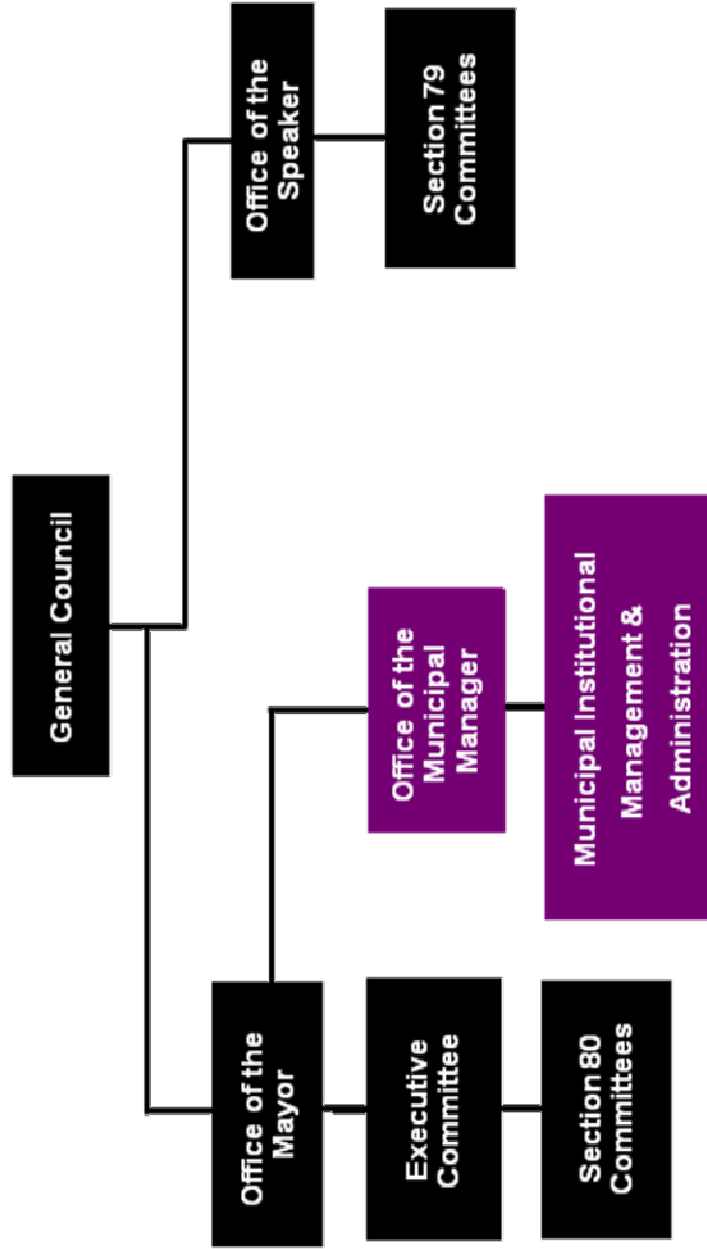 General Council
Office of the
Mayor
Office of the
Speaker
Executive
Committee
Office of the
Municipal
Manager
Section 79
Committees
Section 80
Committees
Municipal Institutional
Management &
Administration